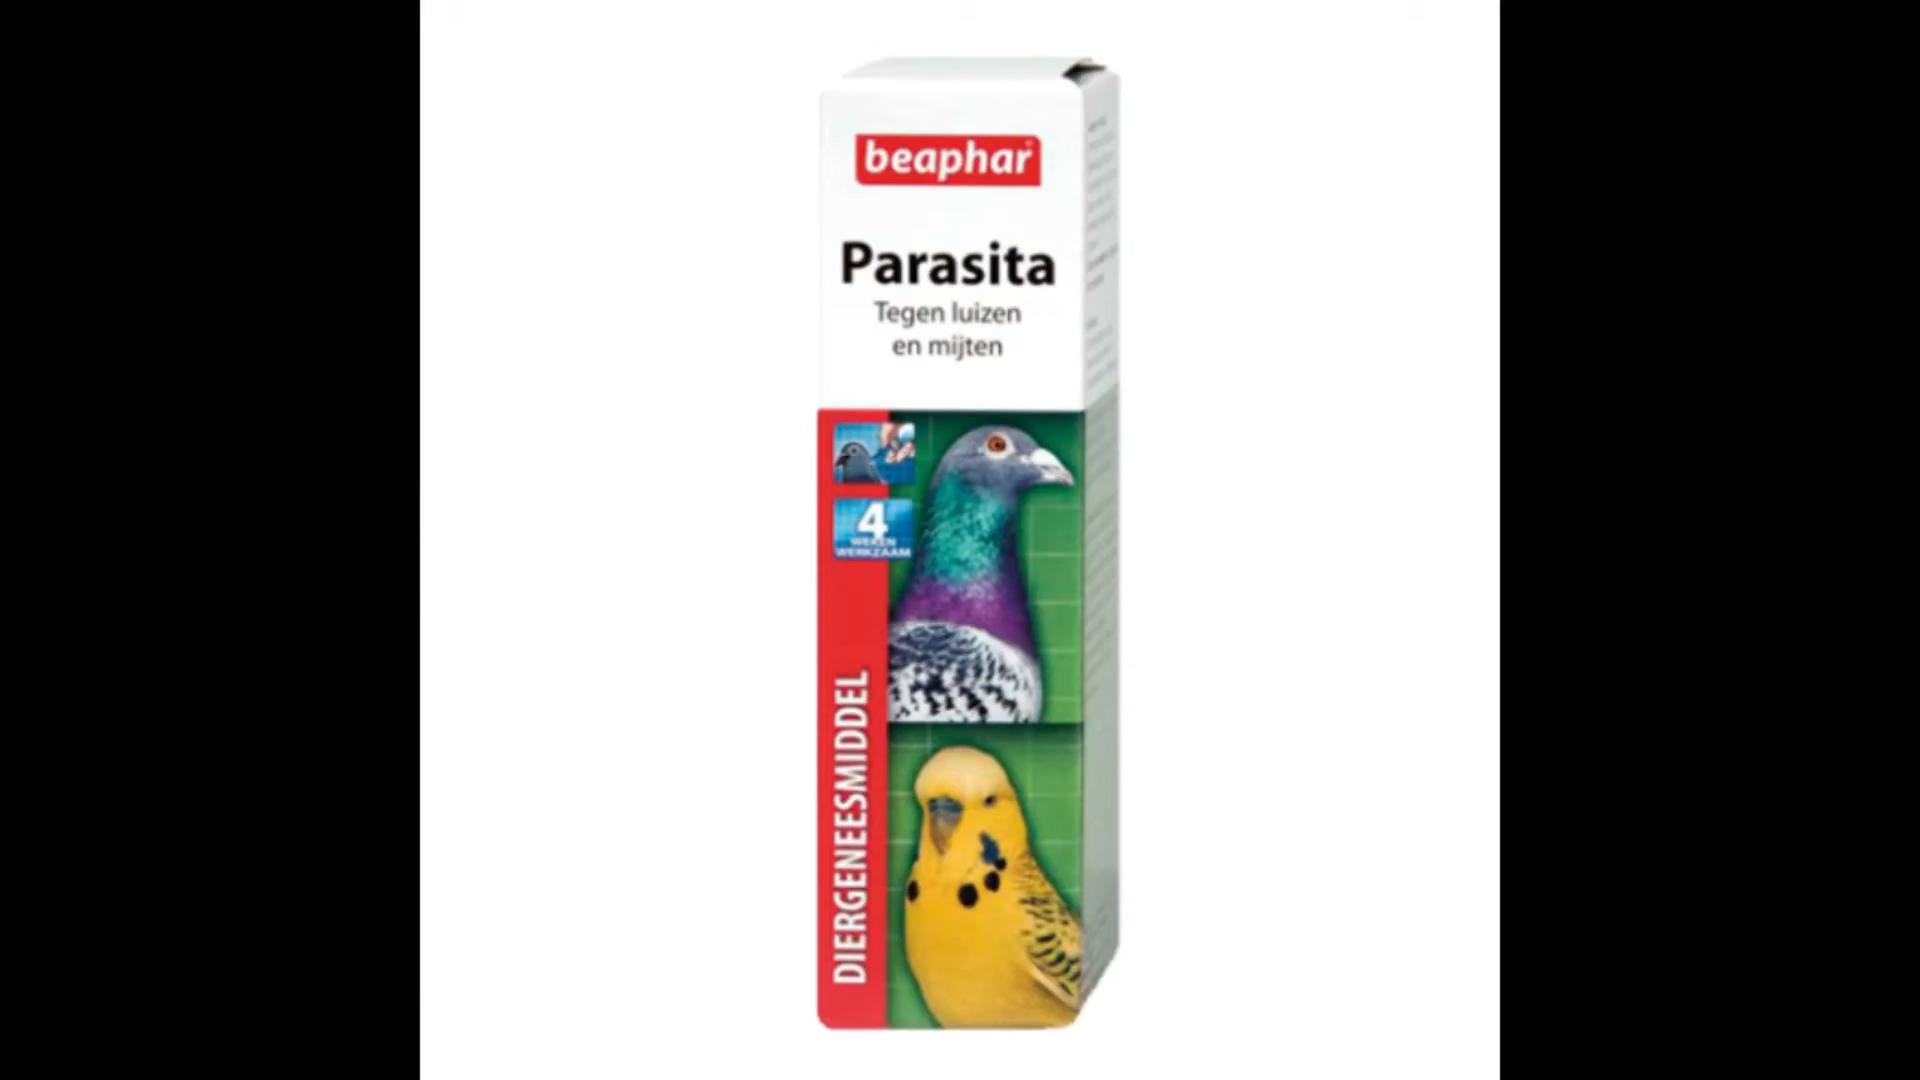 beaphar
Parasita
Tegen luizen
en mijten
4
WEKEN
WERKZAAM
DIERGENEESMIDDEL